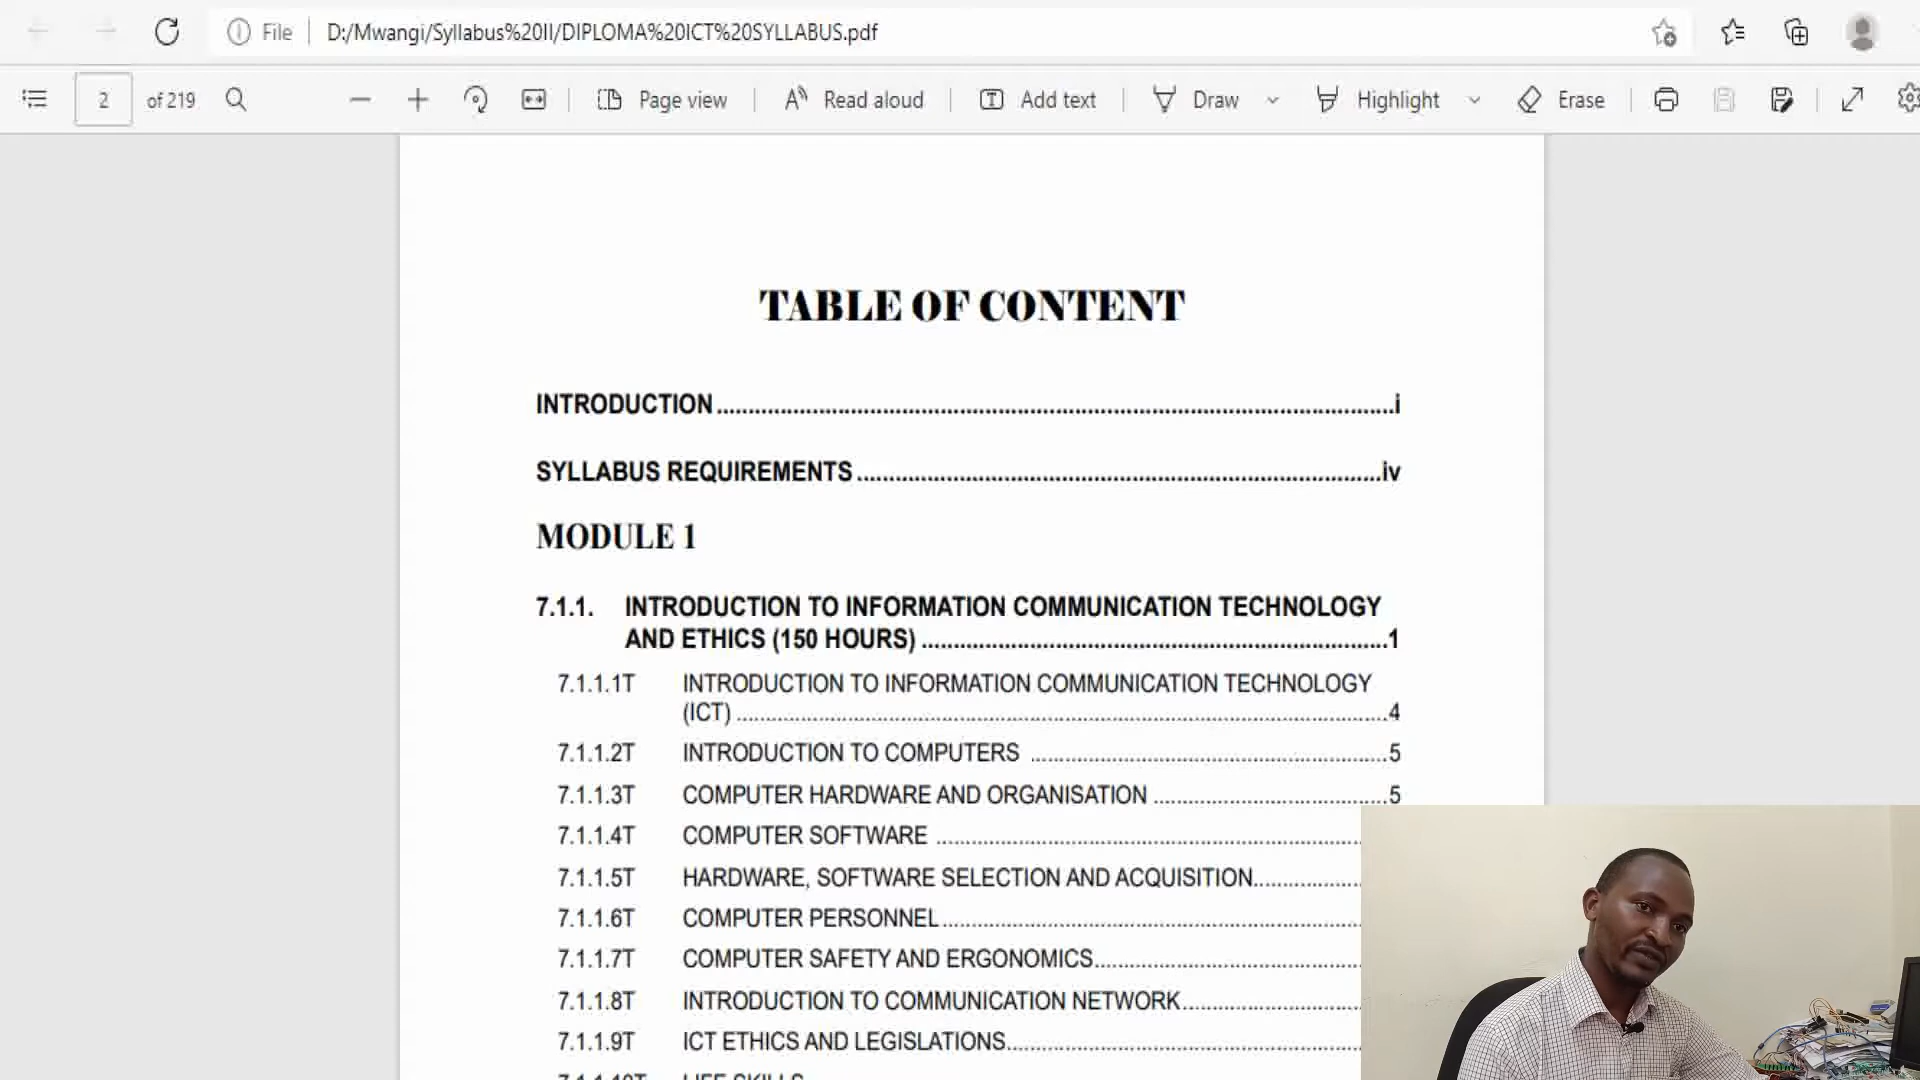 File D:/Mwangi/Syllabus%20II/DIPLOMA%20ICT%20SYLLABUS.pdf
2 of 219 Page view Read aloud Add text Draw Highlight Erase
TABLE OF CONTENT
INTRODUCTION ........................................................................................................i
SYLLABUS REQUIREMENTS ................................................................................iv
MODULE 1
7.1.1. INTRODUCTION TO INFORMATION COMMUNICATION TECHNOLOGY
AND ETHICS (150 HOURS) ........................................................................1
7.1.1.1T INTRODUCTION TO INFORMATION COMMUNICATION TECHNOLOGY
(ICT) ....................................................................................................4
7.1.1.2T INTRODUCTION TO COMPUTERS ........................................................5
7.1.1.3T COMPUTER HARDWARE AND ORGANISATION .....................................5
7.1.1.4T COMPUTER SOFTWARE ..................................................................
7.1.1.5T HARDWARE, SOFTWARE SELECTION AND ACQUISITION.................
7.1.1.6T COMPUTER PERSONNEL ................................................................
7.1.1.7T COMPUTER SAFETY AND ERGONOMICS.........................................
7.1.1.8T INTRODUCTION TO COMMUNICATION NETWORK...........................
7.1.1.9T ICT ETHICS AND LEGISLATIONS......................................................
7.1.1.10T LIFE SKILLS